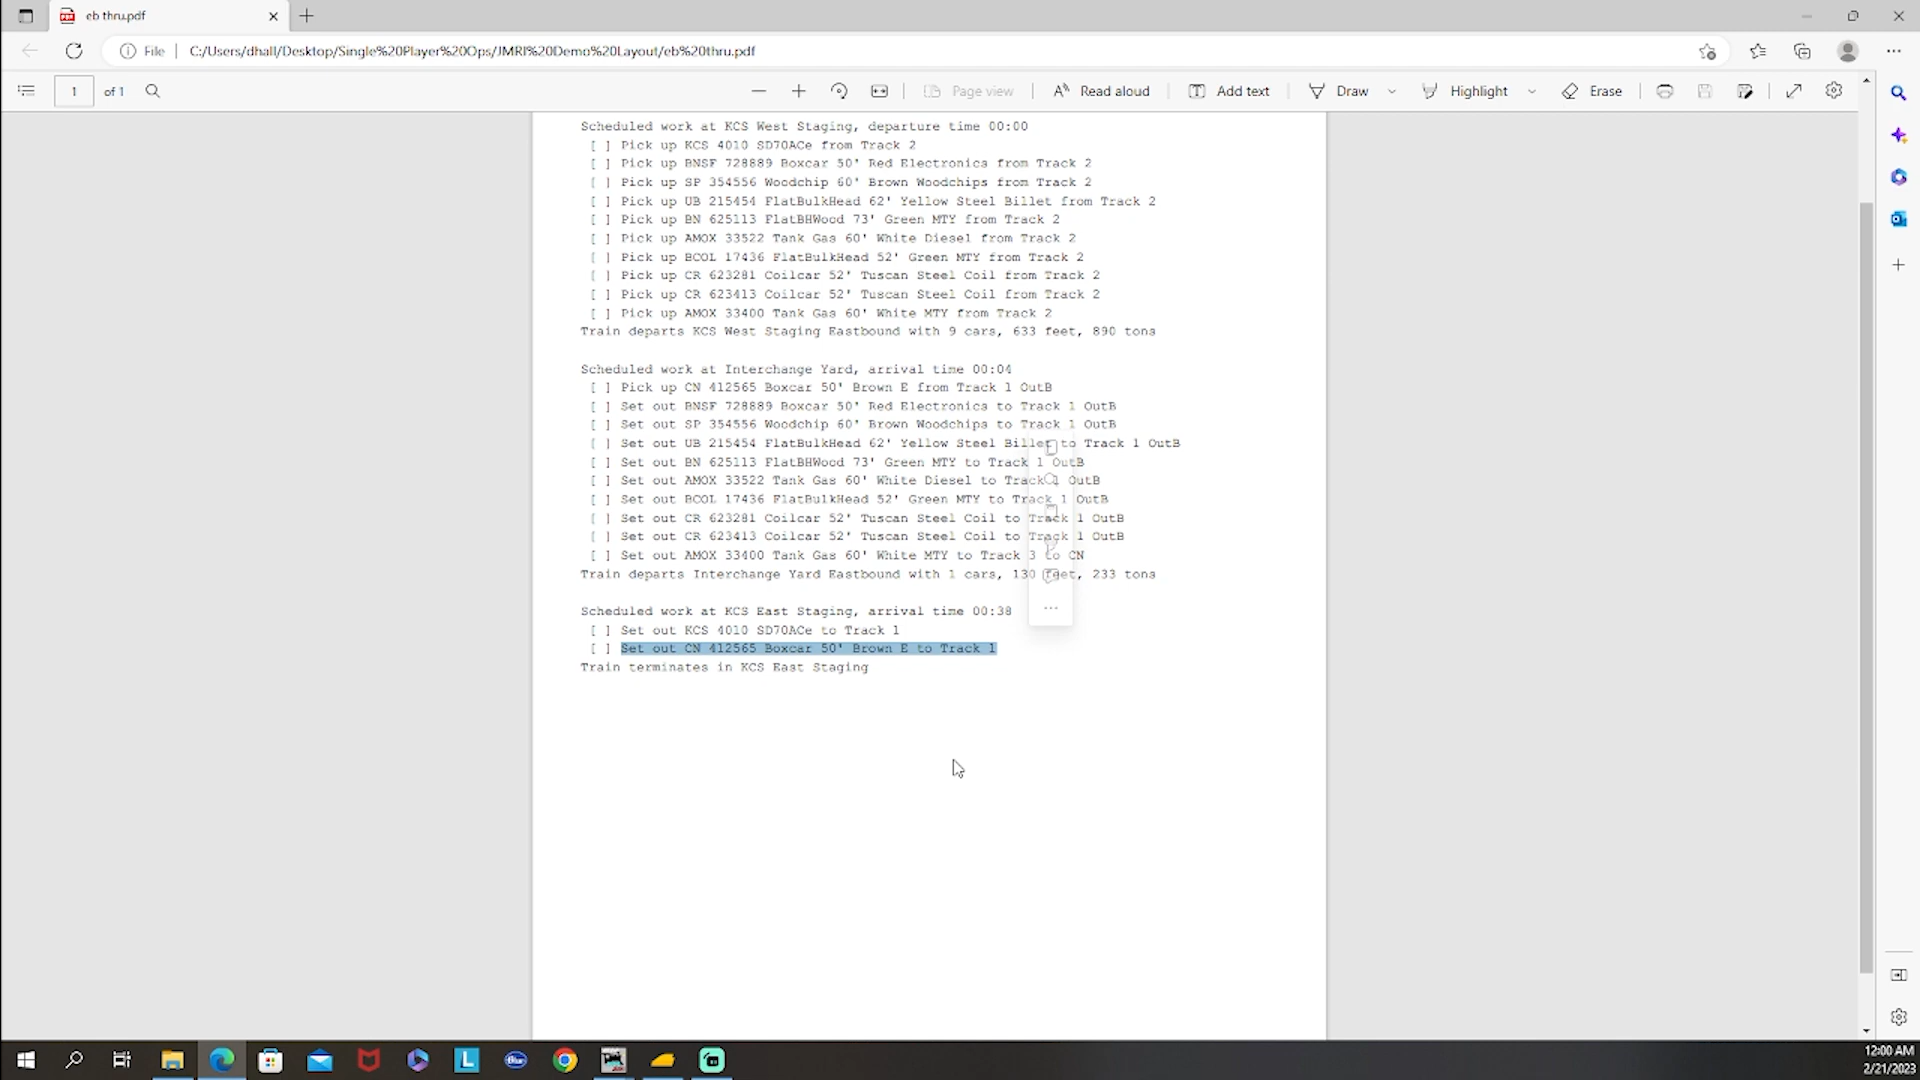 eb thru.pdf
File
C:/Users/dhall/Desktop/Single%20Player%20Ops/JMRI%20Demo%20Layout/eb%20thru.pdf
1 of 1
Page view
Read aloud
Add text
Draw
Highlight
Erase
Scheduled work at KCS West Staging, departure time 00:00
[ ] Pick up KCS 4010 SD70ACe from Track 2
[ ] Pick up BNSF 728889 Boxcar 50' Red Electronics from Track 2
[ ] Pick up SP 354556 Woodchip 60' Brown Woodchips from Track 2
[ ] Pick up UB 215454 FlatBulkHead 62' Yellow Steel Billet from Track 2
[ ] Pick up BN 625113 FlatBHWood 73' Green MTY from Track 2
[ ] Pick up AMOX 33522 Tank Gas 60' White Diesel from Track 2
[ ] Pick up BCOL 17436 FlatBulkHead 52' Green MTY from Track 2
[ ] Pick up CR 623281 Coilcar 52' Tuscan Steel Coil from Track 2
[ ] Pick up CR 623413 Coilcar 52' Tuscan Steel Coil from Track 2
[ ] Pick up AMOX 33400 Tank Gas 60' White MTY from Track 2
Train departs KCS West Staging Eastbound with 9 cars, 633 feet, 890 tons
Scheduled work at Interchange Yard, arrival time 00:04
[ ] Pick up CN 412565 Boxcar 50' Brown E from Track 1 OutB
[ ] Set out BNSF 728889 Boxcar 50' Red Electronics to Track 1 OutB
[ ] Set out SP 354556 Woodchip 60' Brown Woodchips to Track 1 OutB
[ ] Set out UB 215454 FlatBulkHead 62' Yellow Steel Billet to Track 1 OutB
[ ] Set out BN 625113 FlatBHWood 73' Green MTY to Track 1 OutB
[ ] Set out AMOX 33522 Tank Gas 60' White Diesel to Track 1 OutB
[ ] Set out BCOL 17436 FlatBulkHead 52' Green MTY to Track 1 OutB
[ ] Set out CR 623281 Coilcar 52' Tuscan Steel Coil to Track 1 OutB
[ ] Set out CR 623413 Coilcar 52' Tuscan Steel Coil to Track 1 OutB
[ ] Set out AMOX 33400 Tank Gas 60' White MTY to Track 3 to CN
Train departs Interchange Yard Eastbound with 1 cars, 130 feet, 233 tons
Scheduled work at KCS East Staging, arrival time 00:38
[ ] Set out KCS 4010 SD70ACe to Track 1
[ ] Set out CN 412565 Boxcar 50' Brown E to Track 1
Train terminates in KCS East Staging
12:00 AM
2/21/2023